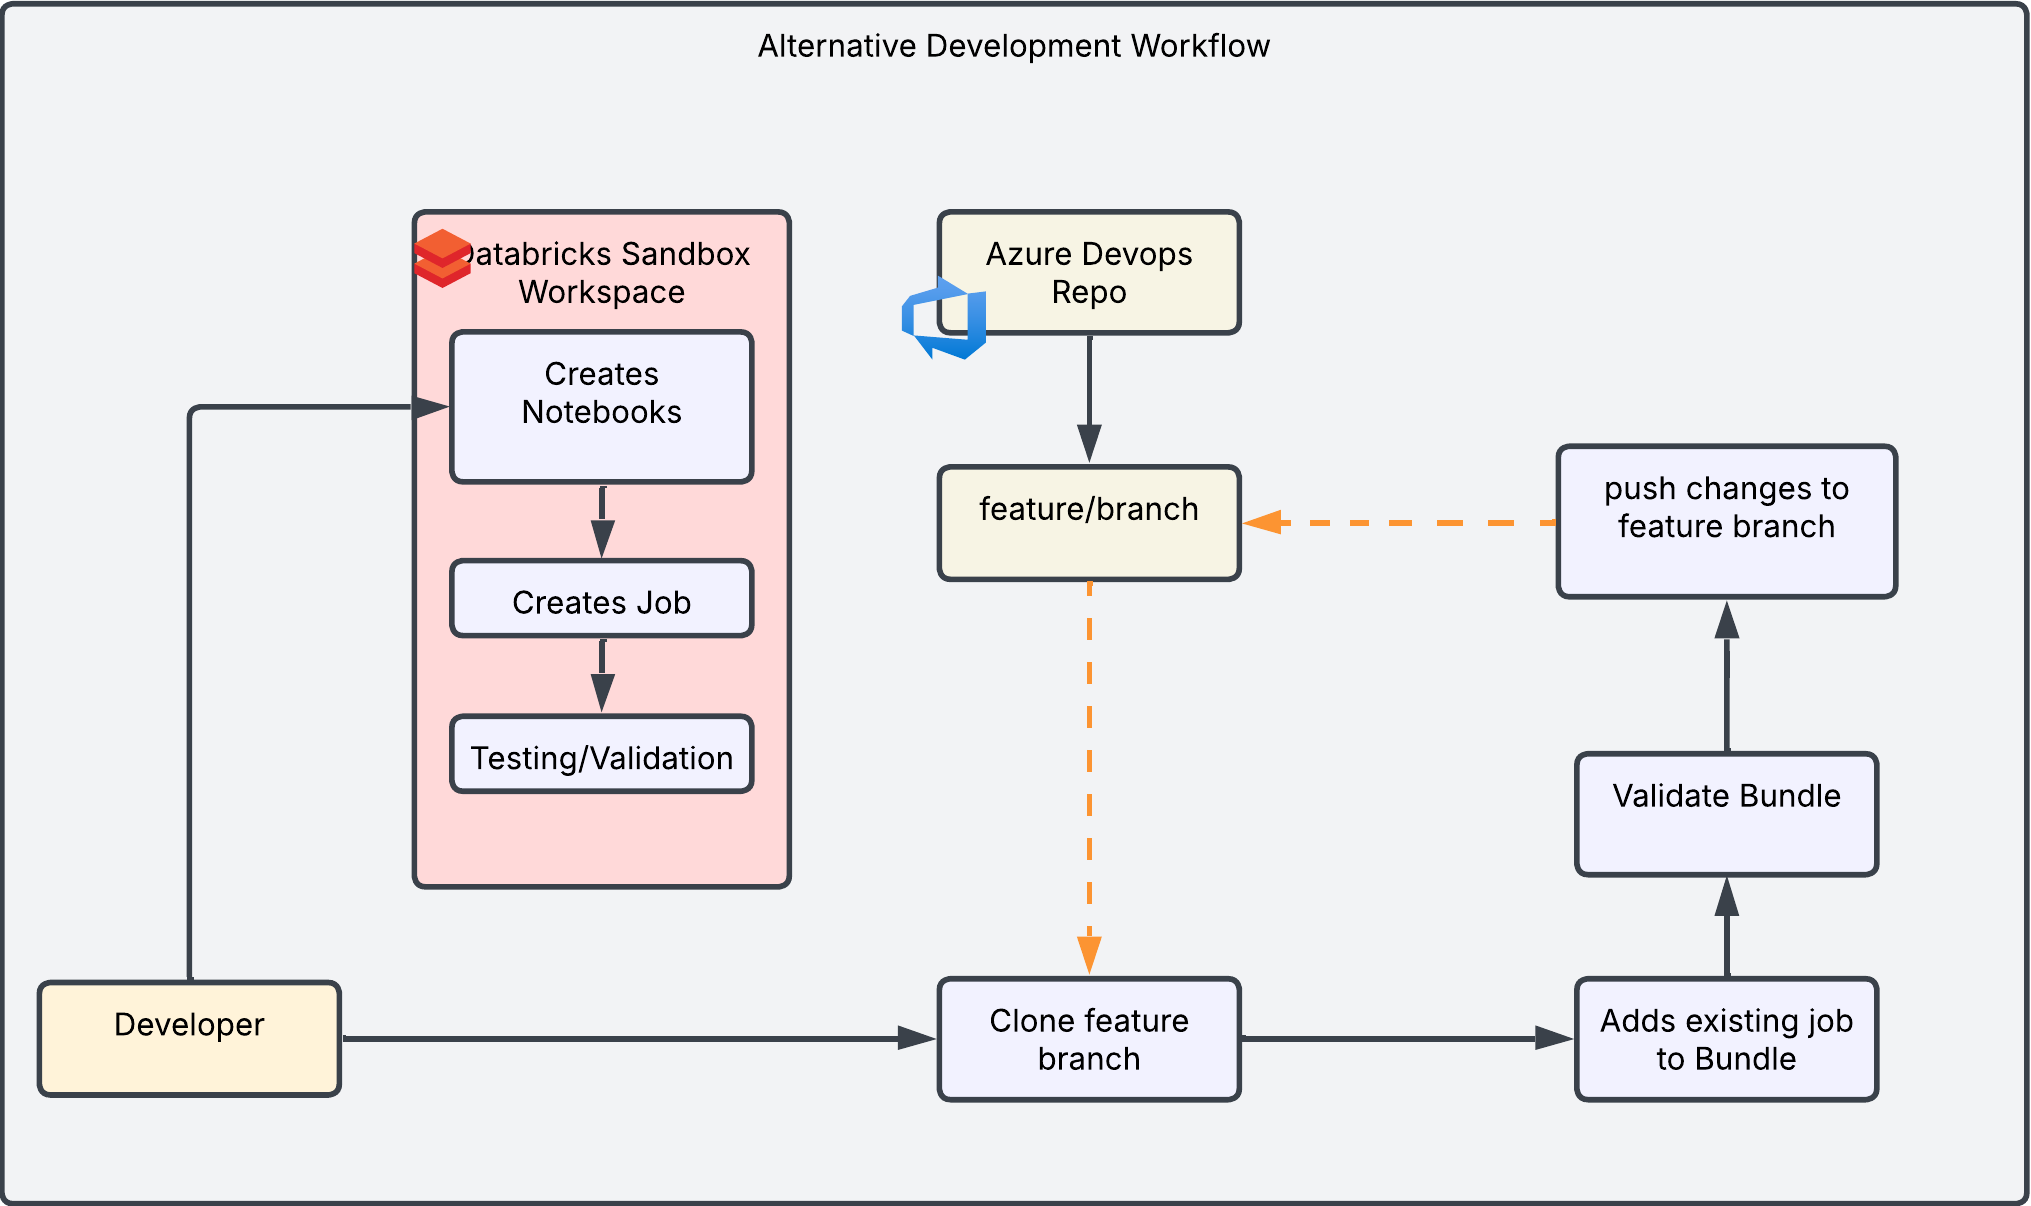 Alternative Development Workflow
Databricks Sandbox
Workspace
Creates
Notebooks
Creates Job
Testing/Validation
Azure Devops
Repo
feature/branch
push changes to
feature branch
Validate Bundle
Developer
Clone feature
branch
Adds existing job
to Bundle